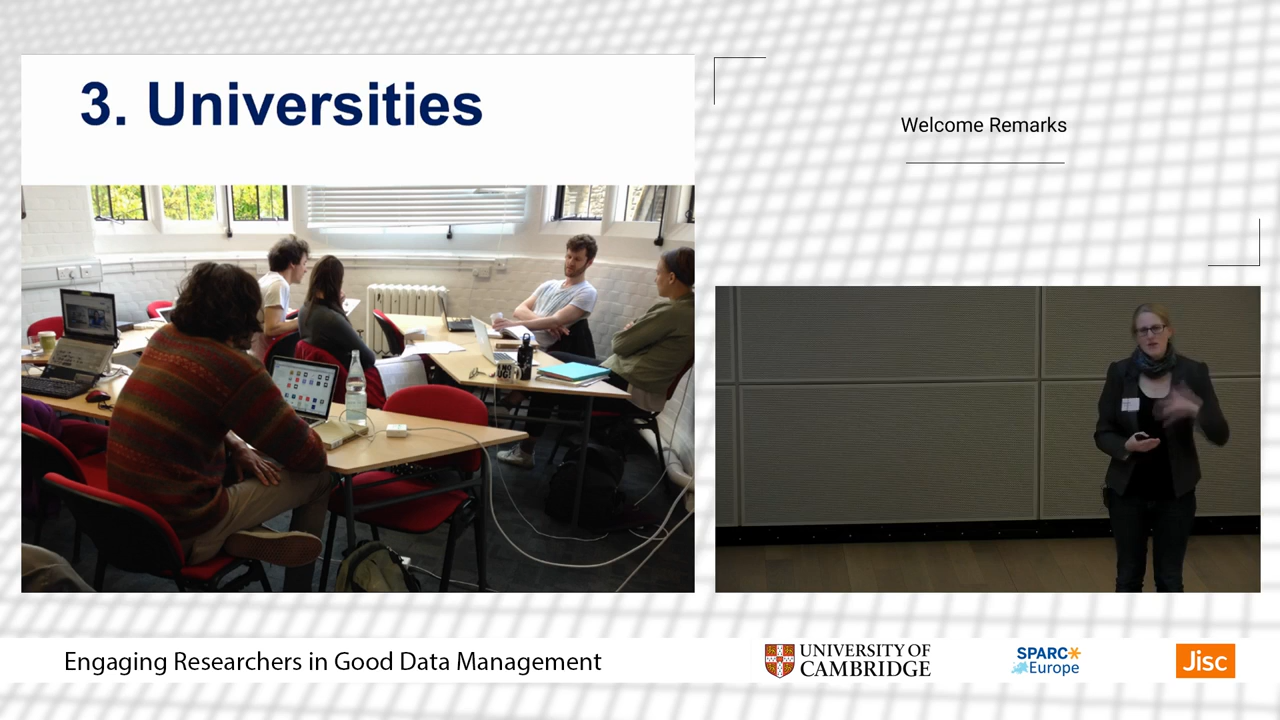 3. Universities
Welcome Remarks
Engaging Researchers in Good Data Management
UNIVERSITY OF
CAMBRIDGE
SPARC
Europe
Jisc